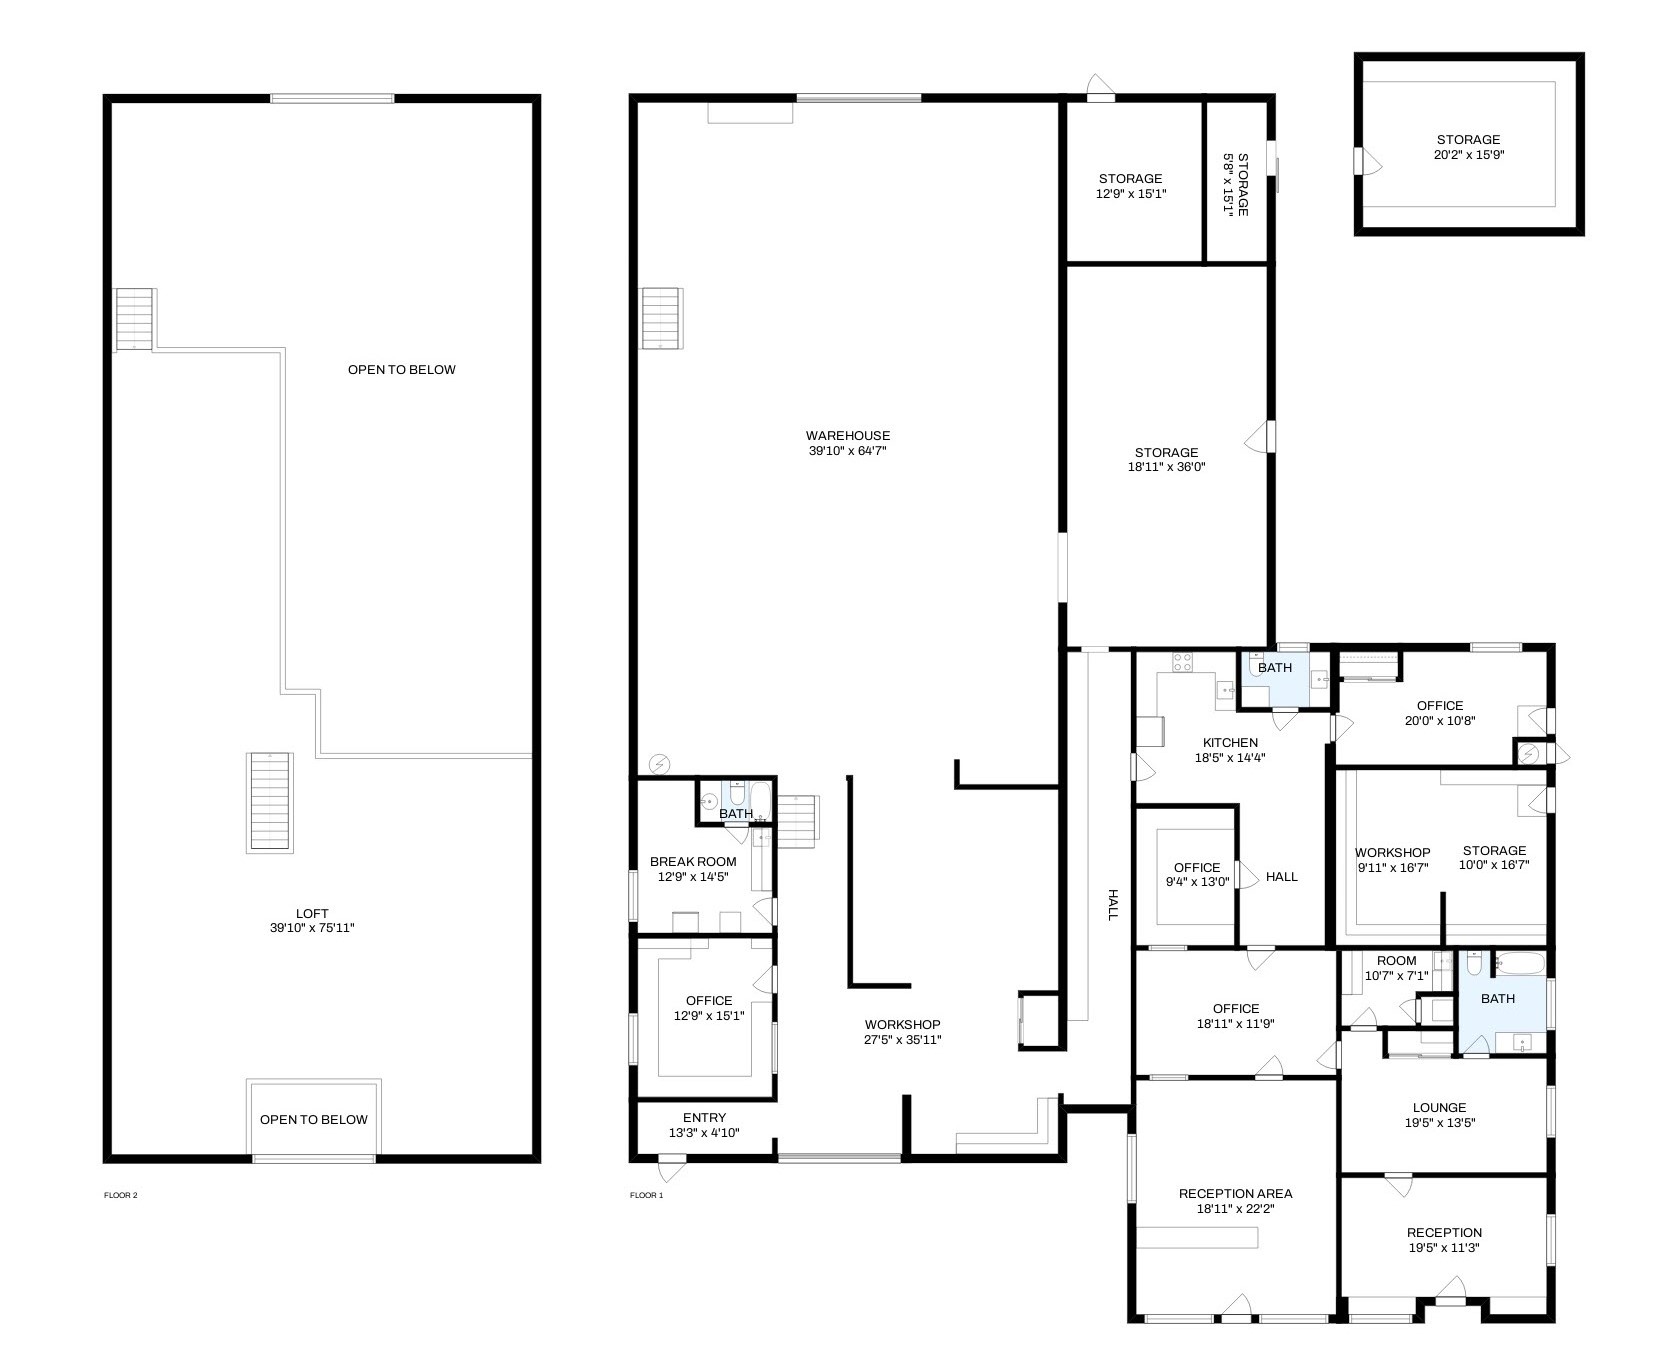 STORAGE
20'2" x 15'9"
STORAGE
12'9" x 15'1"
STORAGE
5'8" x 15'1"
OPEN TO BELOW
WAREHOUSE
39'10" x 64'7"
STORAGE
18'11" x 36'0"
BATH
OFFICE
20'0" x 10'8"
KITCHEN
18'5" x 14'4"
BATH
BREAK ROOM
12'9" x 14'5"
OFFICE
9'4" x 13'0"
HALL
WORKSHOP
9'11" x 16'7"
STORAGE
10'0" x 16'7"
HALL
LOFT
39'10" x 75'11"
ROOM
10'7" x 7'1"
BATH
OFFICE
12'9" x 15'1"
OFFICE
18'11" x 11'9"
WORKSHOP
27'5" x 35'11"
LOUNGE
19'5" x 13'5"
OPEN TO BELOW
ENTRY
13'3" x 4'10"
RECEPTION AREA
18'11" x 22'2"
RECEPTION
19'5" x 11'3"
FLOOR 2
FLOOR 1